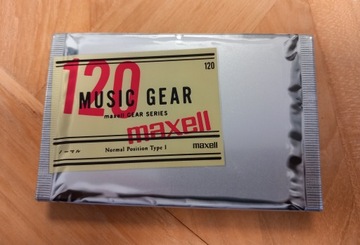 120
120
MUSIC GEAR
maxell GEAR SERIES
maxell
ノーマル Normal Position Type I maxell